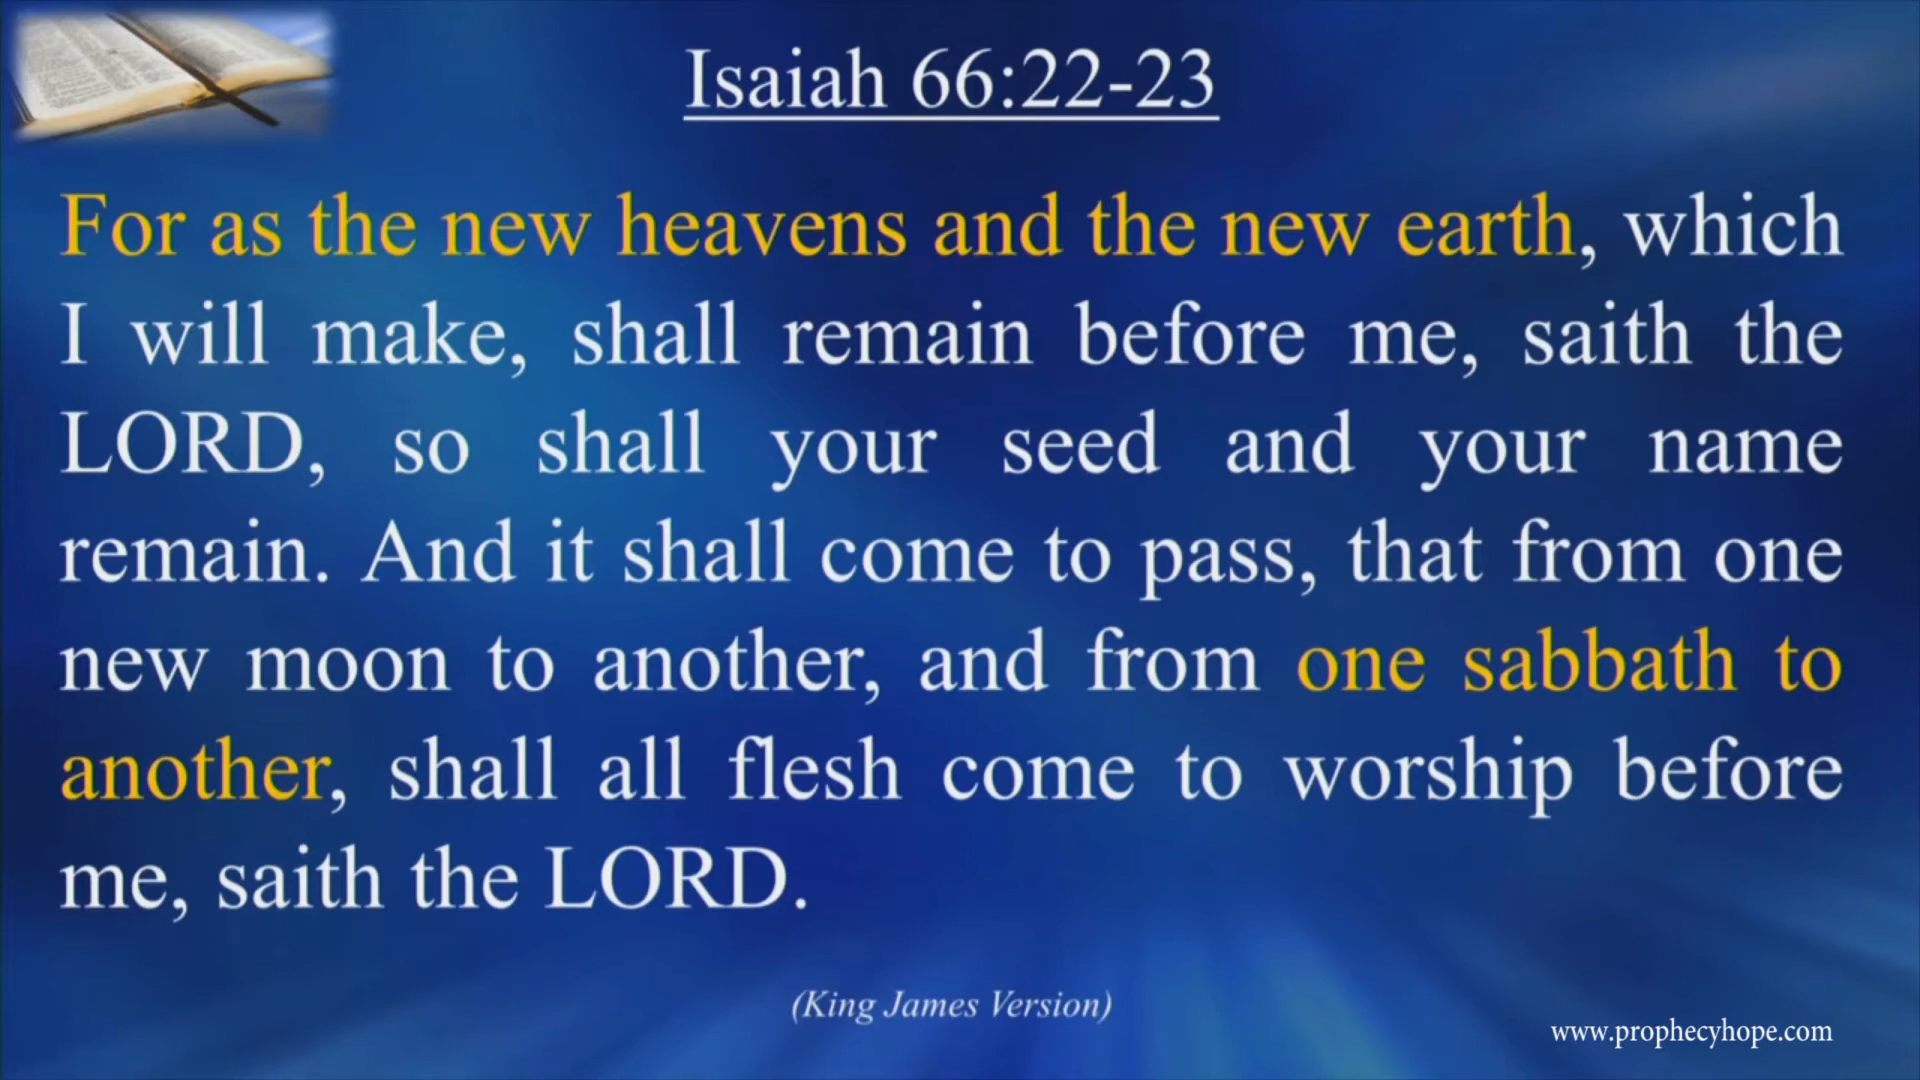 Isaiah 66:22-23
For as the new heavens and the new earth, which
I will make, shall remain before me, saith the
LORD, so shall your seed and your name
remain. And it shall come to pass, that from one
new moon to another, and from one sabbath to
another, shall all flesh come to worship before
me, saith the LORD.
(King James Version)
www.prophecyhope.com